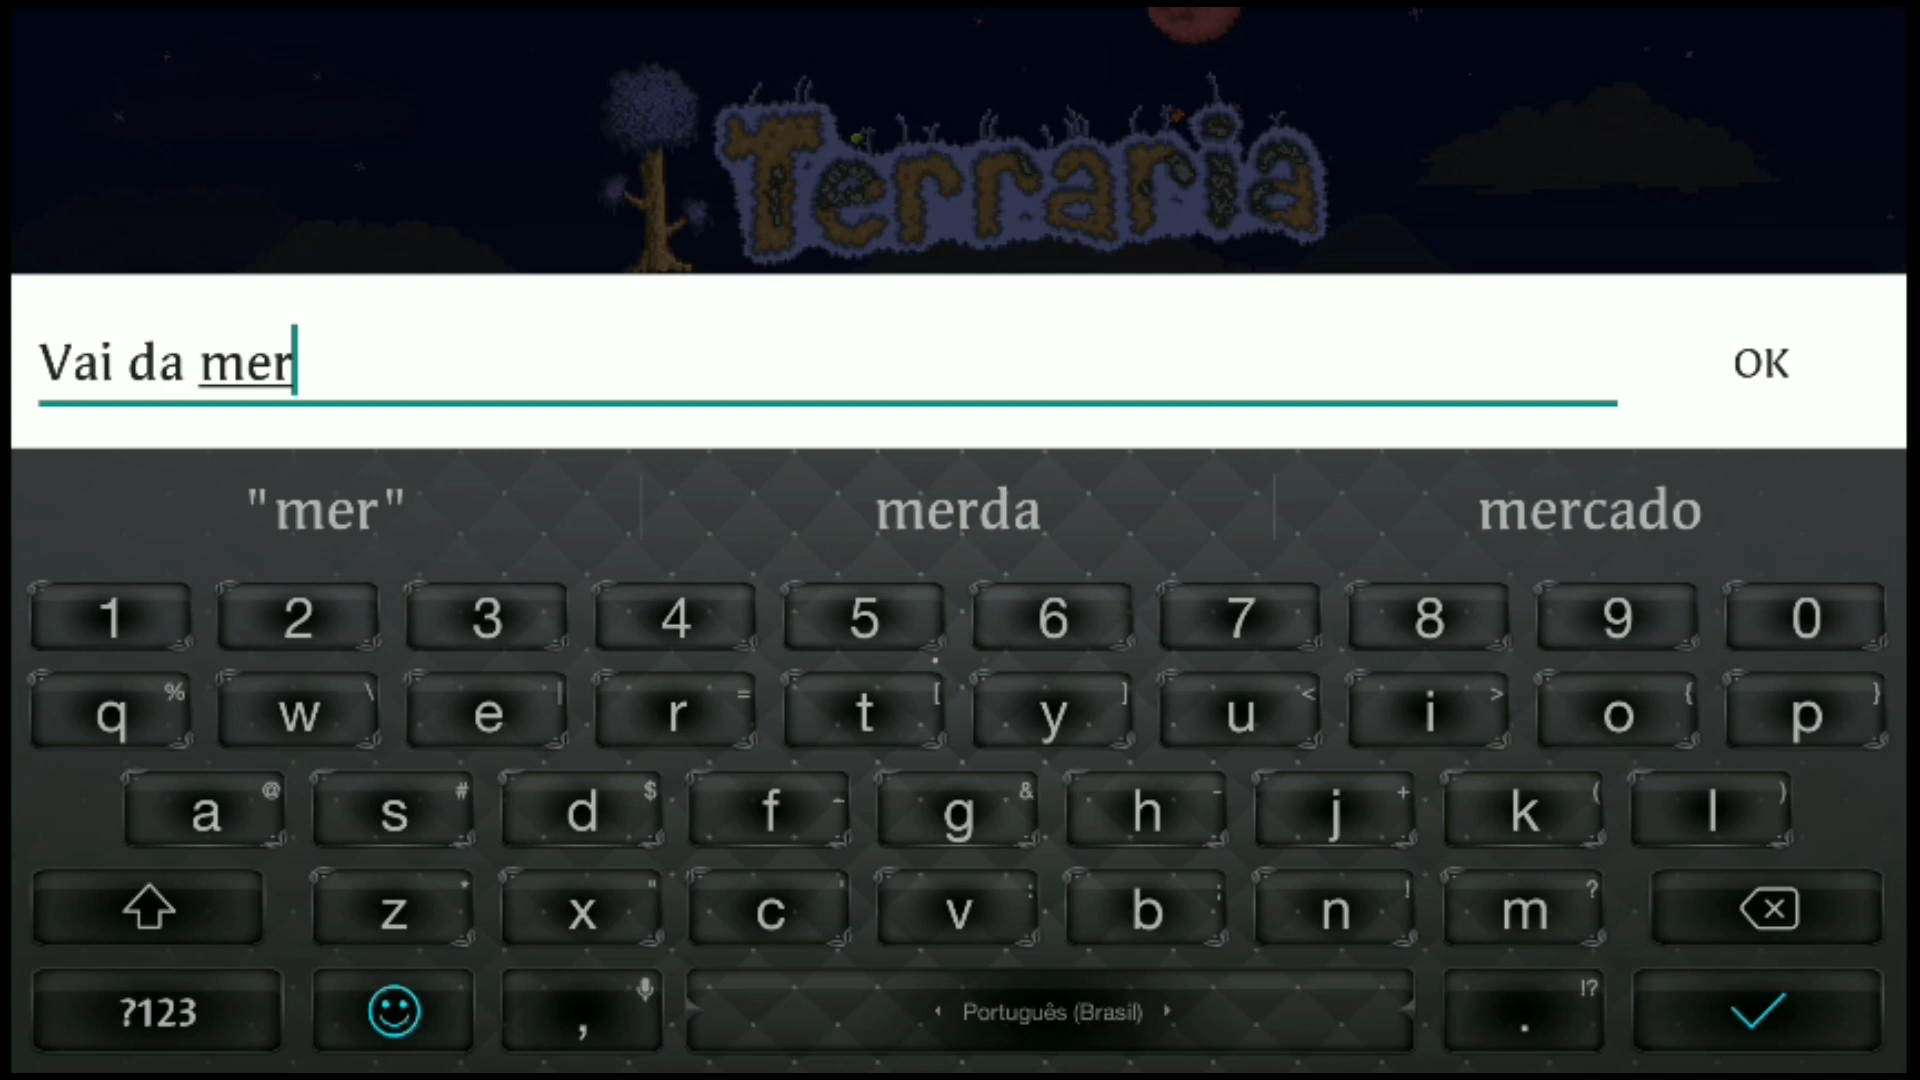 Terraria
Vai da mer
OK
"mer" merda mercado
1 2 3 4 5 6 7 8 9 0
q % w \ e | r = t [ y ] u < i > o { p }
a @ s # d $ f _ g & h - j + k ( l )
z * x " c ' v : b ; n ! m ?
?123 , Português (Brasil) . !?